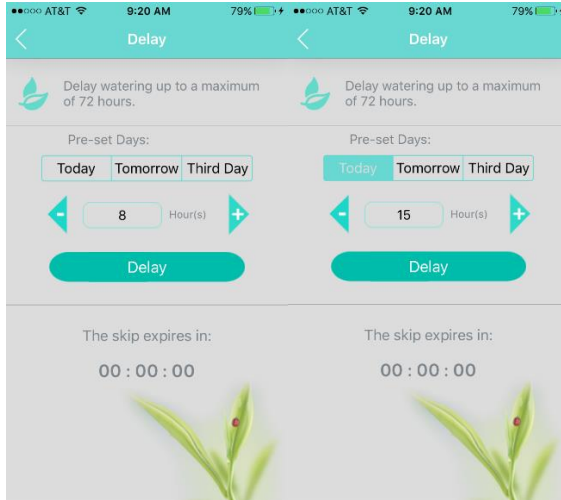 ●●○○○ AT&T 9:20 AM 79%
Delay
Delay watering up to a maximum
of 72 hours.
Pre-set Days:
Today Tomorrow Third Day
- 8 Hour(s) +
Delay
The skip expires in:
00 : 00 : 00
●●○○○ AT&T 9:20 AM 79%
Delay
Delay watering up to a maximum
of 72 hours.
Pre-set Days:
Today Tomorrow Third Day
- 15 Hour(s) +
Delay
The skip expires in:
00 : 00 : 00